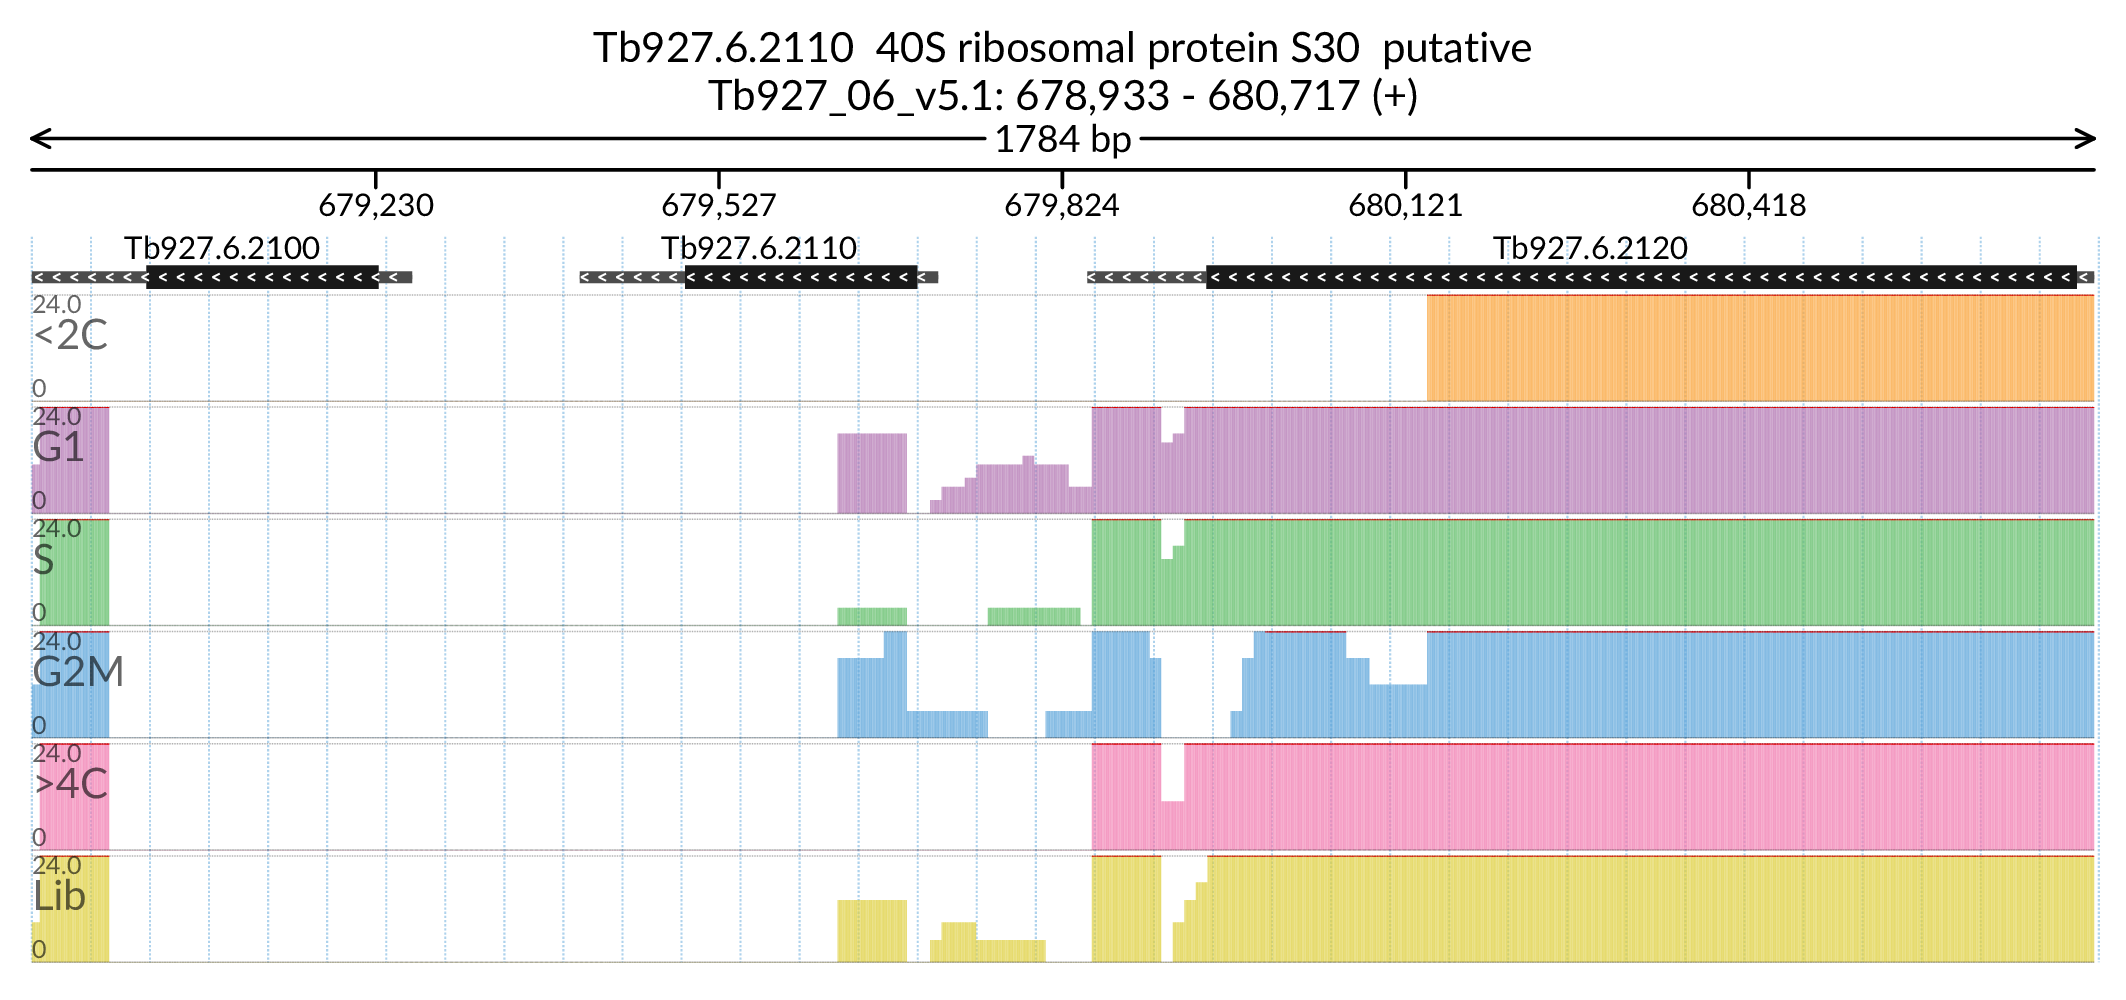 Tb927.6.2110  40S ribosomal protein S30  putative
Tb927_06_v5.1: 678,933 - 680,717 (+)
1784 bp
679,230 679,527 679,824 680,121 680,418
Tb927.6.2100 Tb927.6.2110 Tb927.6.2120
24.0
<2C
0
24.0
G1
0
24.0
S
0
24.0
G2M
0
24.0
>4C
0
24.0
Lib
0